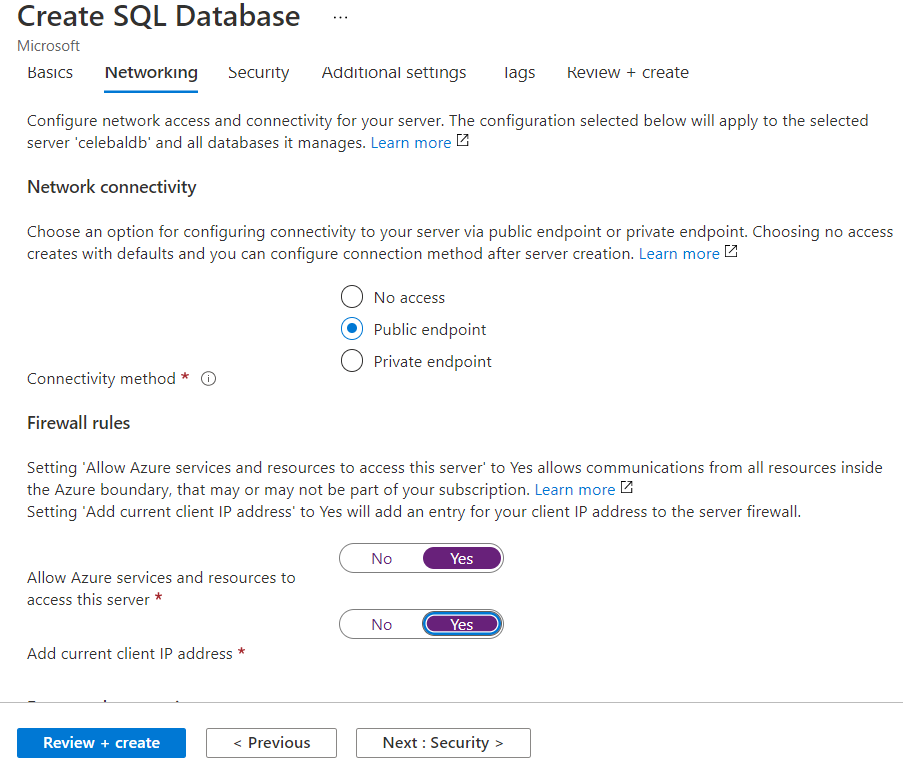 Create SQL Database ...
Microsoft
Basics Networking Security Additional settings Tags Review + create
Configure network access and connectivity for your server. The configuration selected below will apply to the selected
server 'celebaldb' and all databases it manages. Learn more
Network connectivity
Choose an option for configuring connectivity to your server via public endpoint or private endpoint. Choosing no access
creates with defaults and you can configure connection method after server creation. Learn more
No access
Public endpoint
Private endpoint
Connectivity method *
Firewall rules
Setting 'Allow Azure services and resources to access this server' to Yes allows communications from all resources inside
the Azure boundary, that may or may not be part of your subscription. Learn more
Setting 'Add current client IP address' to Yes will add an entry for your client IP address to the server firewall.
No Yes
Allow Azure services and resources to
access this server *
No Yes
Add current client IP address *
Review + create < Previous Next : Security >